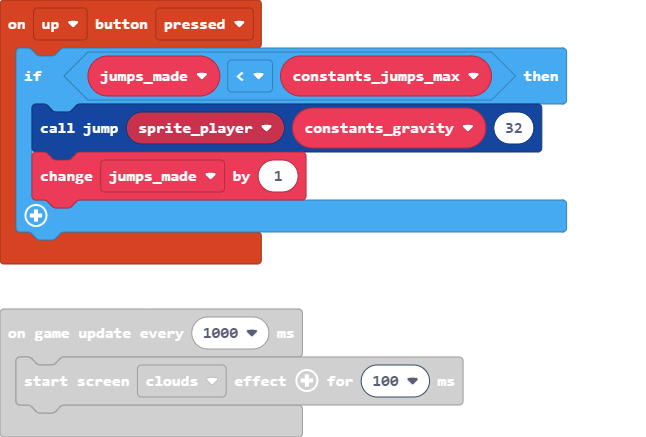 on up button pressed
if jumps_made < constants_jumps_max then
call jump sprite_player constants_gravity 32
change jumps_made by 1
on game update every 1000 ms
start screen clouds effect for 100 ms